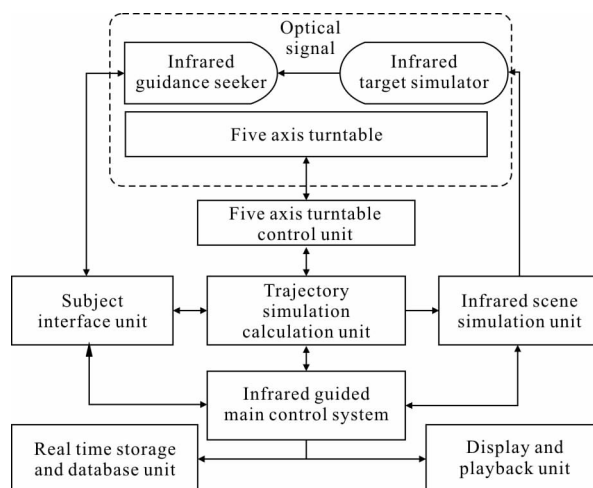 Optical
signal
Infrared
guidance seeker
Infrared
target simulator
Five axis turntable
Five axis turntable
control unit
Subject
interface unit
Trajectory
simulation
calculation unit
Infrared scene
simulation unit
Infrared guided
main control system
Real time storage
and database unit
Display and
playback unit